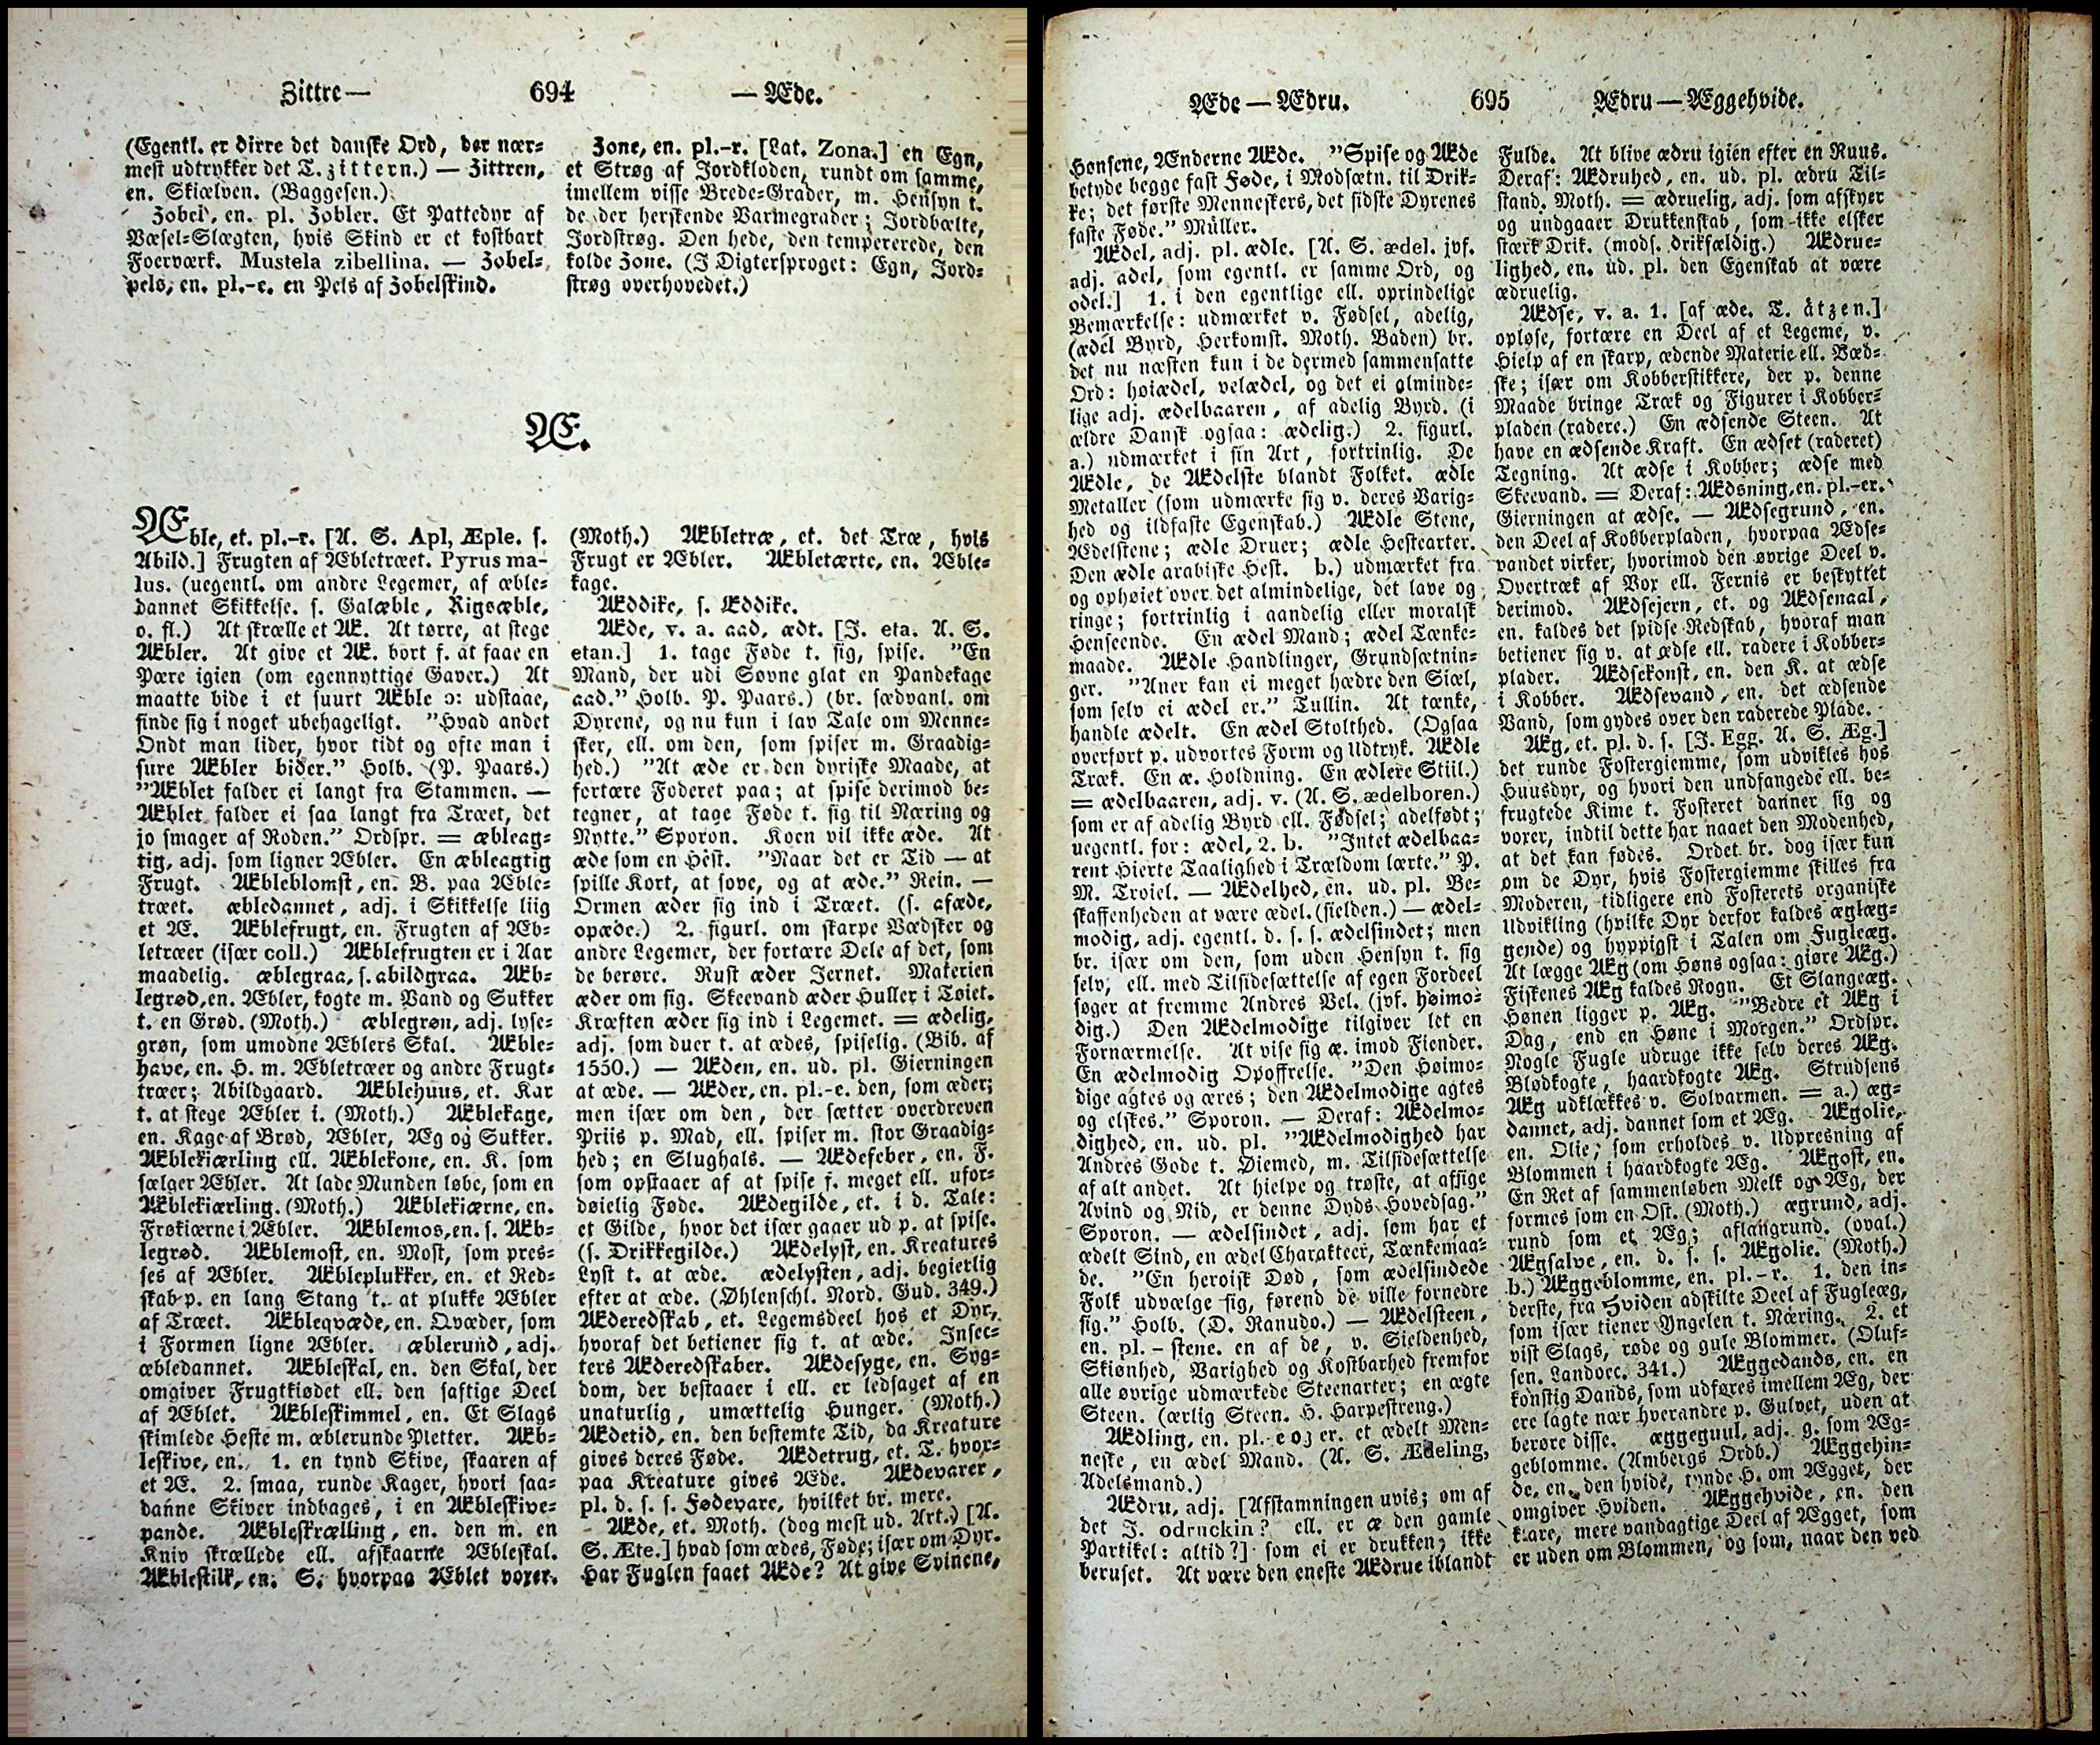 Zittre—
694
— Æde.
(Egentl. er dirre det danske Ord, der nær-
mest udtrykker det T. zittern.) — Zittren,
en. Skiælven. (Baggesen.)
Zobel, en. pl. Zobler. Et Pattedyr af
Væsel-Slægten, hvis Skind er et kostbart
Foerværk. Mustela zibellina. — Zobel-
pels, en. pl.-e. en Pels af Zobelskind.
Zone, en. pl.-r. [Lat. Zona.] en Egn,
et Strøg af Jordkloden, rundt om samme,
imellem visse Brede-Grader, m. Hensyn t.
de der herskende Varmegrader; Jordbælte,
Jordstrøg. Den hede, den tempererede, den
kolde Zone. (I Digtersproget: Egn, Jord-
strøg overhovedet.)
Æ.
Æble, et. pl.-r. [A. S. Apl, Æple. s.
Abild.] Frugten af Æbletræet. Pyrus ma-
lus. (uegentl. om andre Legemer, af æble-
dannet Skikkelse. s. Galæble, Rigsæble,
o. fl.) At skrælle et Æ. At tørre, at stege
Æbler. At give et Æ. bort f. at faae en
Pære igien (om egennyttige Gaver.) At
maatte bide i et suurt Æble ɔ: udstaae,
finde sig i noget ubehageligt. "Hvad andet
Ondt man lider, hvor tidt og ofte man i
sure Æbler bider." Holb. (P. Paars.)
"Æblet falder ei langt fra Stammen. —
Æblet falder ei saa langt fra Træet, det
jo smager af Roden." Ordspr. = æbleag-
tig, adj. som ligner Æbler. En æbleagtig
Frugt. Æbleblomst, en. B. paa Æble-
træet. æbledannet, adj. i Skikkelse liig
et Æ. Æblefrugt, en. Frugten af Æb-
letræer (især coll.) Æblefrugten er i Aar
maadelig. æblegraa, s. abildgraa. Æb-
legrød, en. Æbler, kogte m. Vand og Sukker
t. en Grød. (Moth.) æblegrøn, adj. lyse-
grøn, som umodne Æblers Skal. Æble-
have, en. H. m. Æbletræer og andre Frugt-
træer; Abildgaard. Æblehuus, et. Kar
t. at stege Æbler i. (Moth.) Æblekage,
en. Kage af Brød, Æbler, Æg og Sukker.
Æblekiærling ell. Æblekone, en. K. som
sælger Æbler. At lade Munden løbe, som en
Æblekiærling. (Moth.) Æblekiærne, en.
Frøkiærne i Æbler. Æblemos, en. s. Æb-
legrød. Æblemost, en. Most, som pres-
ses af Æbler. Æbleplukker, en. et Red-
skab p. en lang Stang t. at plukke Æbler
af Træet. Æbleqvæde, en. Qvæder, som
i Formen ligne Æbler. æblerund, adj.
æbledannet. Æbleskal, en. den Skal, der
omgiver Frugtkiødet ell. den saftige Deel
af Æblet. Æbleskimmel, en. Et Slags
skimlede Heste m. æblerunde Pletter. Æb-
leskive, en. 1. en tynd Skive, skaaren af
et Æ. 2. smaa, runde Kager, hvori saa-
danne Skiver indbages, i en Æbleskive-
pande. Æbleskrælling, en. den m. en
Kniv skrællede ell. afskaarne Æbleskal.
Æblestilk, en. S. hvorpaa Æblet voxer.
(Moth.) Æbletræ, et. det Træ, hvis
Frugt er Æbler. Æbletærte, en. Æble-
kage.
Æddike, s. Eddike.
Æde, v. a. aad, ædt. [I. eta. A. S.
etan.] 1. tage Føde t. sig, spise. "En
Mand, der udi Søvne glat en Pandekage
aad." Holb. P. Paars.) (br. sædvanl. om
Dyrene, og nu kun i lav Tale om Menne-
sker, ell. om den, som spiser m. Graadig-
hed.) "At æde er den dyriske Maade, at
fortære Foderet paa; at spise derimod be-
tegner, at tage Føde t. sig til Næring og
Nytte." Sporon. Koen vil ikke æde. At
æde som en Hest. "Naar det er Tid — at
spille Kort, at sove, og at æde." Rein. —
Ormen æder sig ind i Træet. (s. afæde,
opæde.) 2. figurl. om skarpe Vædsker og
andre Legemer, der fortære Dele af det, som
de berøre. Rust æder Jernet. Materien
æder om sig. Skeevand æder Huller i Tøiet.
Kræften æder sig ind i Legemet. = ædelig,
adj. som duer t. at ædes, spiselig. (Bib. af
1550.) — Æden, en. ud. pl. Gierningen
at æde. — Æder, en. pl.-e. den, som æder;
men især om den, der sætter overdreven
Priis p. Mad, ell. spiser m. stor Graadig-
hed; en Slughals. — Ædefeber, en. F.
som opstaaer af at spise f. meget ell. ufor-
døielig Føde. Ædegilde, et. i d. Tale:
et Gilde, hvor det især gaaer ud p. at spise.
(s. Drikkegilde.) Ædelyst, en. Kreatures
Lyst t. at æde. ædelysten, adj. begierlig
efter at æde. (Øhlenschl. Nord. Gud. 349.)
Æderedskab, et. Legemsdeel hos et Dyr,
hvoraf det betiener sig t. at æde. Insec-
ters Æderedskaber. Ædesyge, en. Syg-
dom, der bestaaer i ell. er ledsaget af en
unaturlig, umættelig Hunger. (Moth.)
Ædetid, en. den bestemte Tid, da Kreature
gives deres Føde. Ædetrug, et. T. hvor-
paa Kreature gives Æde. Ædevarer,
pl. d. s. s. Fødevare, hvilket br. mere.
Æde, et. Moth. (dog mest ud. Art.) [A.
S. Æte.] hvad som ædes, Føde; især om Dyr.
Har Fuglen faaet Æde? At give Svinene,
Æde — Ædru.
695
Ædru — Æggehvide.
Hønsene, Ænderne Æde. "Spise og Æde
betyde begge fast Føde, i Modsætn. til Drik-
ke; det første Menneskers, det sidste Dyrenes
faste Føde." Müller.
Ædel, adj. pl. ædle. [A. S. ædel. jvf.
adj. adel, som egentl. er samme Ord, og
odel.] 1. i den egentlige ell. oprindelige
Bemærkelse: udmærket v. Fødsel, adelig,
(ædel Byrd, Herkomst. Moth. Baden) br.
det nu næsten kun i de dermed sammensatte
Ord: høiædel, velædel, og det ei alminde-
lige adj. ædelbaaren, af adelig Byrd. (i
ældre Dansk ogsaa: ædelig.) 2. figurl.
a.) udmærket i sin Art, fortrinlig. De
Ædle, de Ædelste blandt Folket. ædle
Metaller (som udmærke sig v. deres Varig-
hed og ildfaste Egenskab.) Ædle Stene,
Ædelstene; ædle Druer; ædle Hestearter.
Den ædle arabiske Hest. b.) udmærket fra
og ophøiet over det almindelige, det lave og
ringe; fortrinlig i aandelig eller moralsk
Henseende. En ædel Mand; ædel Tænke-
maade. Ædle Handlinger, Grundsætnin-
ger. "Aner kan ei meget hædre den Siæl,
som selv ei ædel er." Tullin. At tænke,
handle ædelt. En ædel Stolthed. (Ogsaa
overført p. udvortes Form og Udtryk. Ædle
Træk. En æ. Holdning. En ædlere Stiil.)
= ædelbaaren, adj. v. (A. S. ædelboren.)
som er af adelig Byrd ell. Fødsel; adelfødt;
uegentl. for: ædel, 2. b. "Intet ædelbaa-
rent Hierte Taalighed i Trældom lærte." P.
M. Troiel. — Ædelhed, en. ud. pl. Be-
skaffenheden at være ædel. (sielden.) — ædel-
modig, adj. egentl. d. s. s. ædelsindet; men
br. især om den, som uden Hensyn t. sig
selv, ell. med Tilsidesættelse af egen Fordeel
søger at fremme Andres Vel. (jvf. høimo-
dig.) Den Ædelmodige tilgiver let en
Fornærmelse. At vise sig æ. imod Fiender.
En ædelmodig Opoffrelse. "Den Høimo-
dige agtes og æres; den Ædelmodige agtes
og elskes." Sporon. — Deraf: Ædelmo-
dighed, en. ud. pl. "Ædelmodighed har
Andres Gode t. Øiemed, m. Tilsidesættelse
af alt andet. At hielpe og trøste, at afsige
Avind og Nid, er denne Dyds Hovedsag."
Sporon. — ædelsindet, adj. som har et
ædelt Sind, en ædel Charakteer, Tænkemaa-
de. "En heroisk Død, som ædelsindede
Folk udvælge sig, førend de ville fornedre
sig." Holb. (D. Ranudo.) — Ædelsteen,
en. pl. - stene. en af de, v. Sieldenhed,
Skiønhed, Varighed og Kostbarhed fremfor
alle øvrige udmærkede Steenarter; en ægte
Steen. (ærlig Steen. H. Harpestreng.)
Ædling, en. pl.-e og er. et ædelt Men-
neske, en ædel Mand. (A. S. Ædeling,
Adelsmand.)
Ædru, adj. [Afstamningen uvis; om af
det J. odruckin? ell. er æ den gamle
Partikel: altid?] som ei er drukken, ikke
beruset. At være den eneste Ædrue iblandt
Fulde. At blive ædru igien efter en Ruus.
Deraf: Ædruhed, en. ud. pl. ædru Til-
stand. Moth. = ædruelig, adj. som afskyer
og undgaaer Drukkenskab, som ikke elsker
stærk Drik. (mods. drikfældig.) Ædrue-
lighed, en. ud. pl. den Egenskab at være
ædruelig.
Ædse, v. a. 1. [af æde. T. ätzen.]
opløse, fortære en Deel af et Legeme, v.
Hielp af en skarp, ædende Materie ell. Væd-
ske; især om Kobberstikkere, der p. denne
Maade bringe Træk og Figurer i Kobber-
pladen (radere.) En ædsende Steen. At
have en ædsende Kraft. En ædset (raderet)
Tegning. At ædse i Kobber; ædse med
Skeevand. = Deraf: Ædsning, en. pl.-er.
Gierningen at ædse. — Ædsegrund, en.
den Deel af Kobberpladen, hvorpaa Ædse-
vandet virker, hvorimod den øvrige Deel v.
Overtræk af Vox ell. Fernis er beskyttet
derimod. Ædsejern, et. og Ædsenaal,
en. kaldes det spidse Redskab, hvoraf man
betiener sig v. at ædse ell. radere i Kobber-
plader. Ædsekonst, en. den K. at ædse
i Kobber. Ædsevand, en. det ædsende
Vand, som gydes over den raderede Plade.
Æg, et. pl. d. s. [I. Egg. A. S. Æg.]
det runde Fostergiemme, som udvikles hos
Huusdyr, og hvori den undfangede ell. be-
frugtede Kime t. Fosteret danner sig og
voxer, indtil dette har naaet den Modenhed,
at det kan fødes. Ordet br. dog især kun
om de Dyr, hvis Fostergiemme skilles fra
Moderen, tidligere end Fosterets organiske
Udvikling (hvilke Dyr derfor kaldes æglæg-
gende) og hyppigst i Talen om Fugleæg.
At lægge Æg (om Høns ogsaa: giøre Æg.)
Fiskenes Æg kaldes Rogn. Et Slangeæg.
Hønen ligger p. Æg. "Bedre et Æg i
Dag, end en Høne i Morgen." Ordspr.
Nogle Fugle udruge ikke selv deres Æg.
Blødkogte, haardkogte Æg. Strudsens
Æg udklækkes v. Solvarmen. = a.) æg-
dannet, adj. dannet som et Æg. Ægolie,
en. Olie, som erholdes v. Udpresning af
Blommen i haardkogte Æg. Ægost, en.
En Ret af sammenløben Melk og Æg, der
formes som en Ost. (Moth.) ægrund, adj.
rund som et Æg; aflangrund. (oval.)
Ægsalve, en. d. s. s. Ægolie. (Moth.)
b.) Æggeblomme, en. pl.-r. 1. den in-
derste, fra Hviden adskilte Deel af Fugleæg,
som især tiener Yngelen t. Næring. 2. et
vist Slags, røde og gule Blommer. (Oluf-
sen. Landoec. 341.) Æggedands, en. en
konstig Dands, som udføres imellem Æg, der
ere lagte nær hverandre p. Gulvet, uden at
berøre disse. æggeguul, adj. g. som Æg-
geblomme. (Ambergs Ordb.) Æggehin-
de, en. den hvide, tynde H. om Ægget, der
omgiver Hviden. Æggehvide, en. den
klare, mere vandagtige Deel af Ægget, som
er uden om Blommen, og som, naar den ved